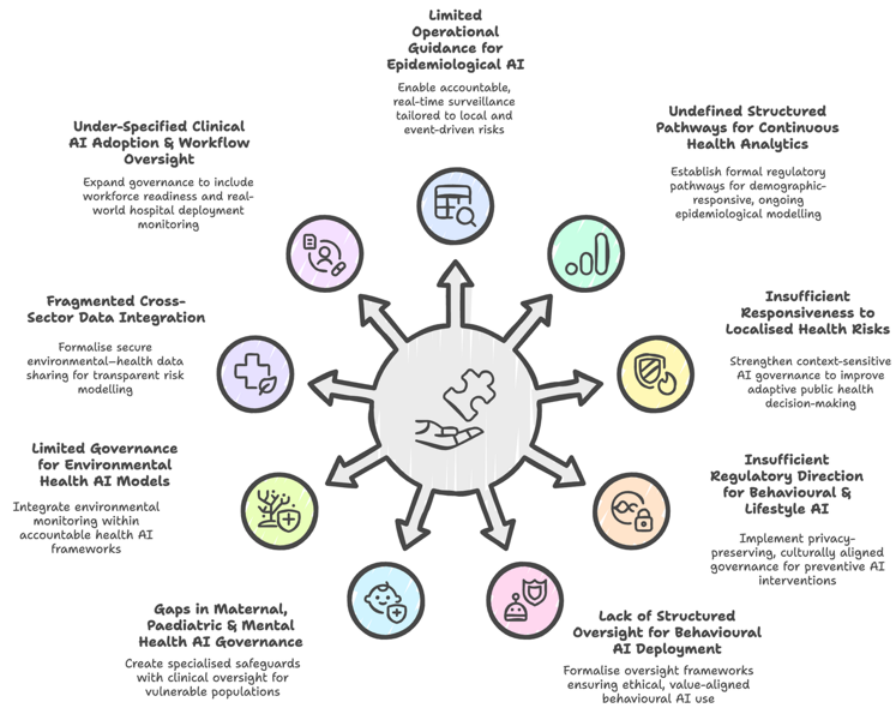 Limited
Operational
Guidance for
Epidemiological AI
Enable accountable,
real-time surveillance
tailored to local and
event-driven risks
Undefined Structured
Pathways for Continuous
Health Analytics
Establish formal regulatory
pathways for demographic-
responsive, ongoing
epidemiological modelling
Insufficient
Responsiveness to
Localised Health Risks
Strengthen context-sensitive
AI governance to improve
adaptive public health
decision-making
Insufficient
Regulatory Direction
for Behavioural &
Lifestyle AI
Implement privacy-
preserving, culturally aligned
governance for preventive AI
interventions
Lack of Structured
Oversight for Behavioural
AI Deployment
Formalise oversight frameworks
ensuring ethical, value-aligned
behavioural AI use
Gaps in Maternal,
Paediatric & Mental
Health AI Governance
Create specialised safeguards
with clinical oversight for
vulnerable populations
Limited Governance
for Environmental
Health AI Models
Integrate environmental
monitoring within
accountable health AI
frameworks
Fragmented Cross-
Sector Data Integration
Formalise secure
environmental–health data
sharing for transparent risk
modelling
Under-Specified Clinical
AI Adoption & Workflow
Oversight
Expand governance to include
workforce readiness and real-
world hospital deployment
monitoring